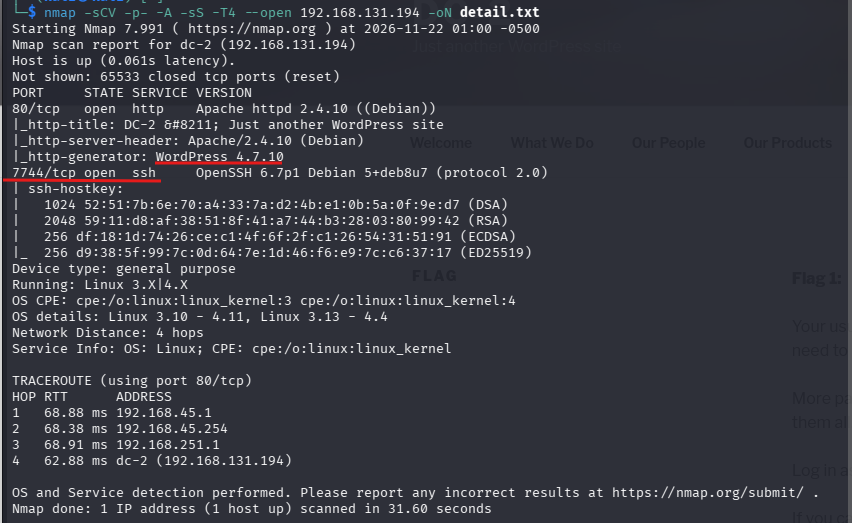 └─$ nmap -sCV -p- -A -sS -T4 --open 192.168.131.194 -oN detail.txt
Starting Nmap 7.991 ( https://nmap.org ) at 2026-11-22 01:00 -0500
Nmap scan report for dc-2 (192.168.131.194)
Host is up (0.061s latency).
Not shown: 65533 closed tcp ports (reset)
PORT     STATE SERVICE VERSION
80/tcp   open  http    Apache httpd 2.4.10 ((Debian))
|_http-title: DC-2 &#8211; Just another WordPress site
|_http-server-header: Apache/2.4.10 (Debian)
|_http-generator: WordPress 4.7.10
7744/tcp open  ssh     OpenSSH 6.7p1 Debian 5+deb8u7 (protocol 2.0)
| ssh-hostkey:
|   1024 52:51:7b:6e:70:a4:33:7a:d2:4b:e1:0b:5a:0f:9e:d7 (DSA)
|   2048 59:11:d8:af:38:51:8f:41:a7:44:b3:28:03:80:99:42 (RSA)
|   256 df:18:1d:74:26:ce:c1:4f:6f:2f:c1:26:54:31:51:91 (ECDSA)
|_  256 d9:38:5f:99:7c:0d:64:7e:1d:46:f6:e9:7c:c6:37:17 (ED25519)
Device type: general purpose
Running: Linux 3.X|4.X
OS CPE: cpe:/o:linux:linux_kernel:3 cpe:/o:linux:linux_kernel:4
OS details: Linux 3.10 - 4.11, Linux 3.13 - 4.4
Network Distance: 4 hops
Service Info: OS: Linux; CPE: cpe:/o:linux:linux_kernel
TRACEROUTE (using port 80/tcp)
HOP RTT      ADDRESS
1   68.88 ms 192.168.45.1
2   68.38 ms 192.168.45.254
3   68.91 ms 192.168.251.1
4   62.88 ms dc-2 (192.168.131.194)
OS and Service detection performed. Please report any incorrect results at https://nmap.org/submit/ .
Nmap done: 1 IP address (1 host up) scanned in 31.60 seconds
Welcome What We Do Our People Our Products
FLAG
Flag 1:
Your us
need to
More pa
them al
Log in a
If you c